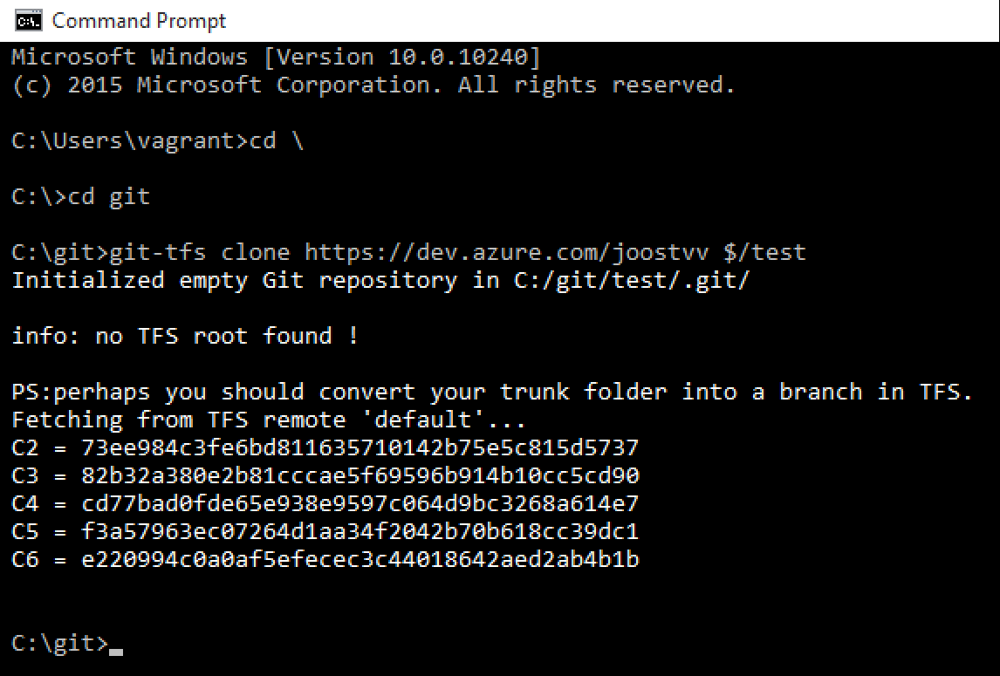 Command Prompt
Microsoft Windows [Version 10.0.10240]
(c) 2015 Microsoft Corporation. All rights reserved.
C:\Users\vagrant>cd \
C:\>cd git
C:\git>git-tfs clone https://dev.azure.com/joostvv $/test
Initialized empty Git repository in C:/git/test/.git/
info: no TFS root found !
PS:perhaps you should convert your trunk folder into a branch in TFS.
Fetching from TFS remote 'default'...
C2 = 73ee984c3fe6bd811635710142b75e5c815d5737
C3 = 82b32a380e2b81cccae5f69596b914b10cc5cd90
C4 = cd77bad0fde65e938e9597c064d9bc3268a614e7
C5 = f3a57963ec07264d1aa34f2042b70b618cc39dc1
C6 = e220994c0a0af5efecec3c44018642aed2ab4b1b
C:\git>